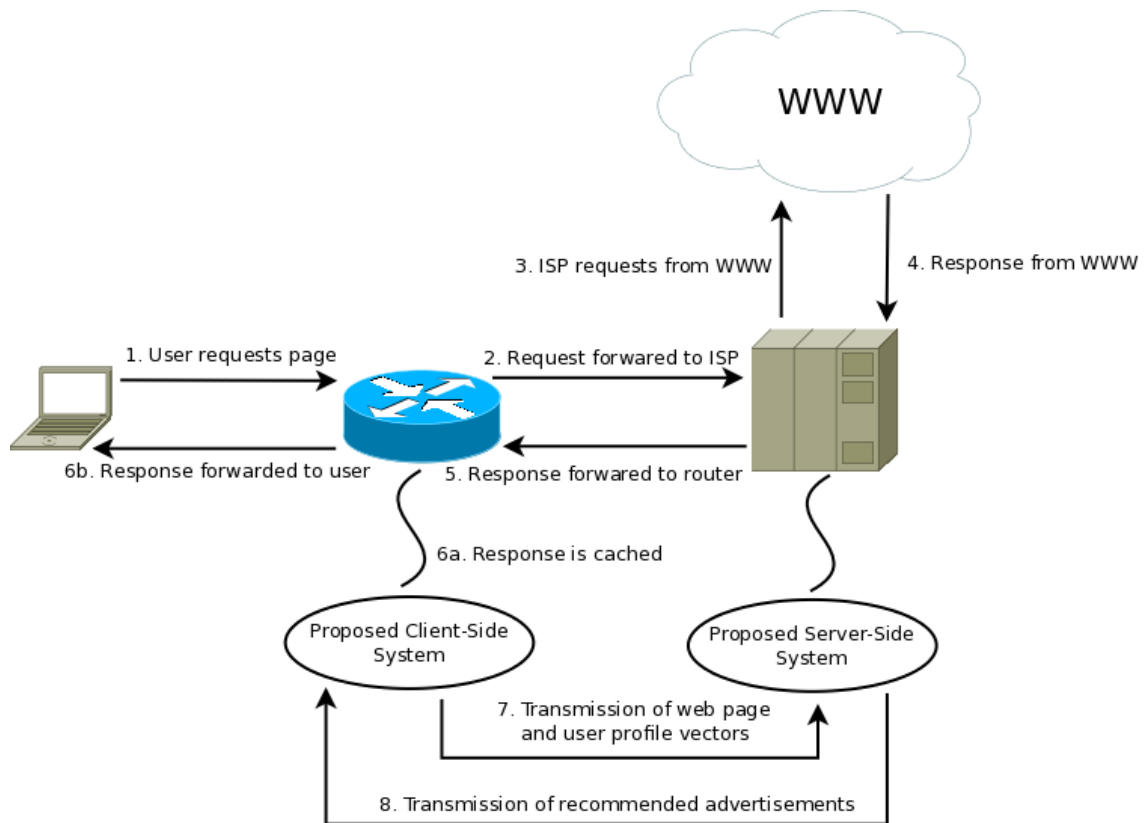 WWW
3. ISP requests from WWW
4. Response from WWW
1. User requests page
2. Request forwared to ISP
6b. Response forwarded to user
5. Response forwared to router
6a. Response is cached
Proposed Client-Side
System
Proposed Server-Side
System
7. Transmission of web page
and user profile vectors
8. Transmission of recommended advertisements